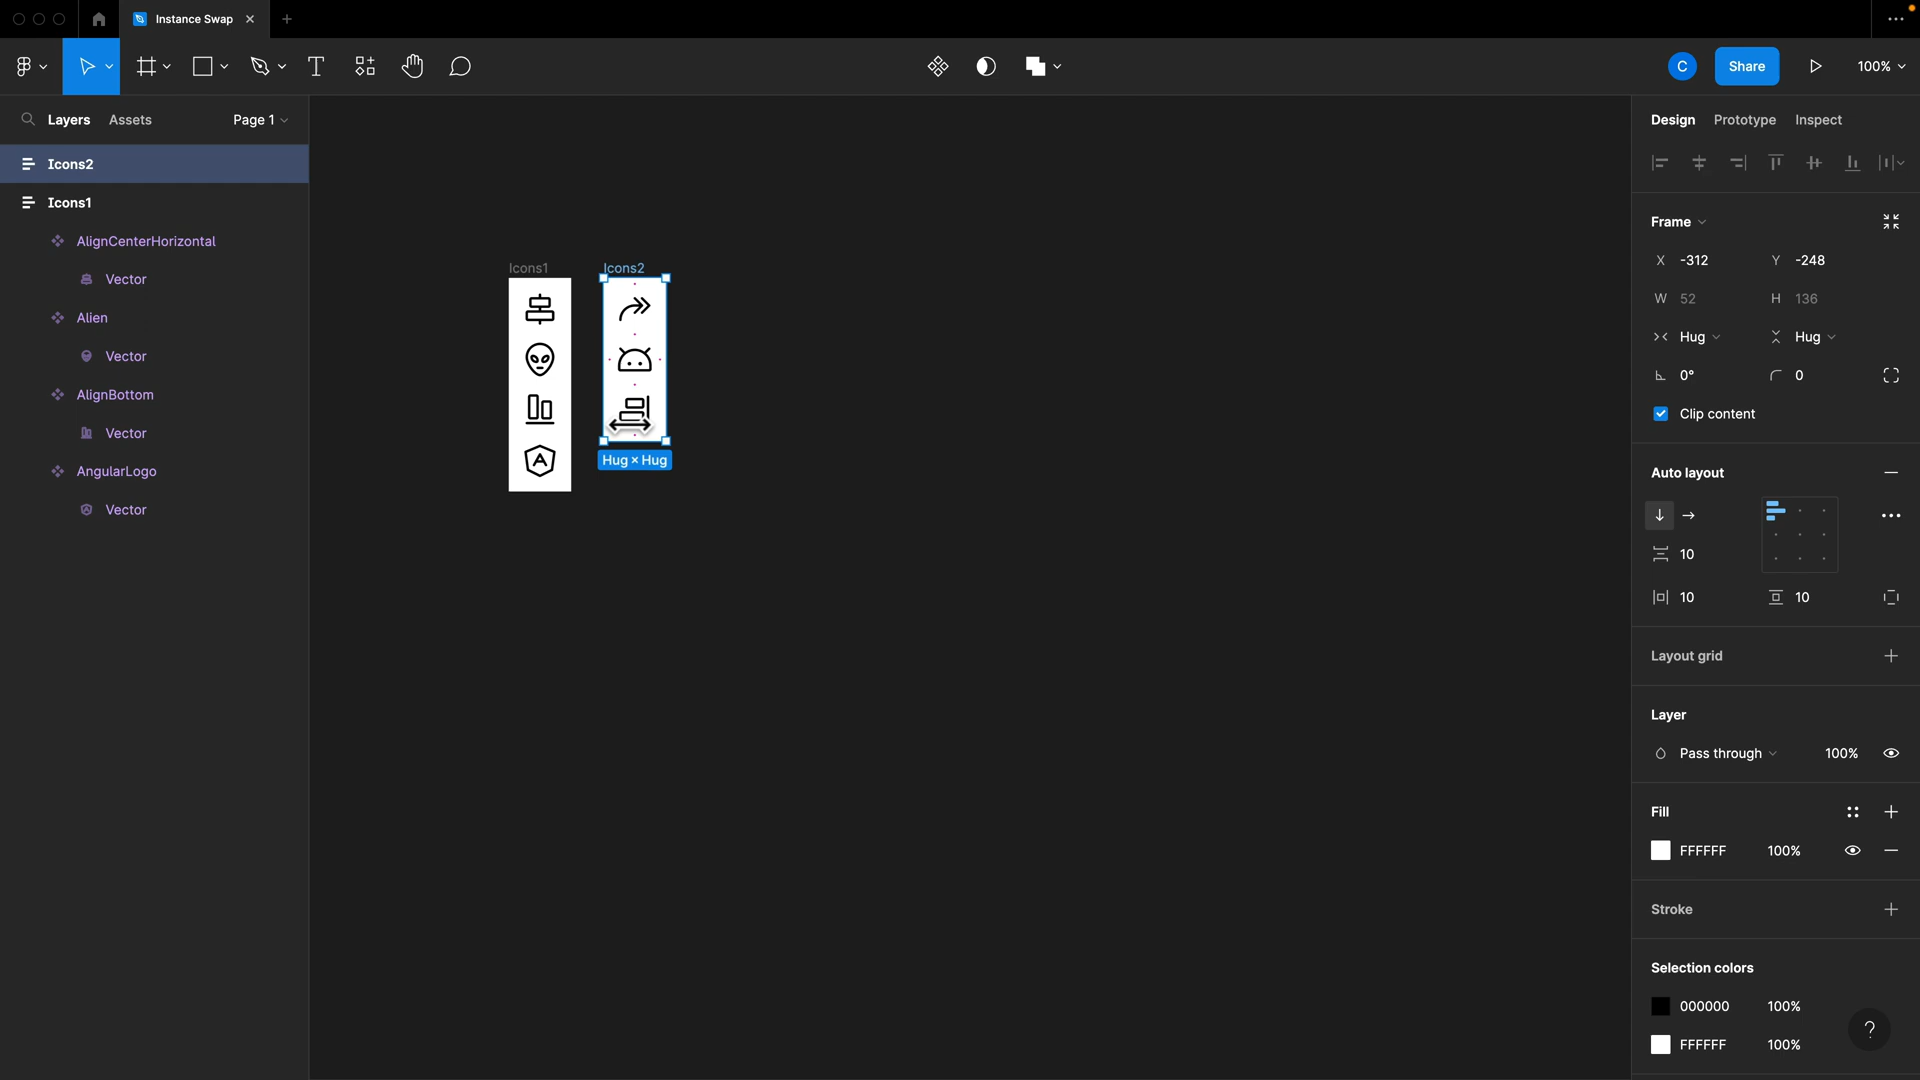 Instance Swap
C
Share
100%
Layers
Assets
Page 1
Design
Prototype
Inspect
Icons2
Icons1
AlignCenterHorizontal
Vector
Alien
Vector
AlignBottom
Vector
AngularLogo
Vector
Icons1
Icons2
A
Hug × Hug
Frame
X -312
Y -248
W 52
H 136
Hug
Hug
0°
0
Clip content
Auto layout
10
10
10
Layout grid
Layer
Pass through
100%
Fill
FFFFFF
100%
Stroke
Selection colors
000000
100%
FFFFFF
100%
?